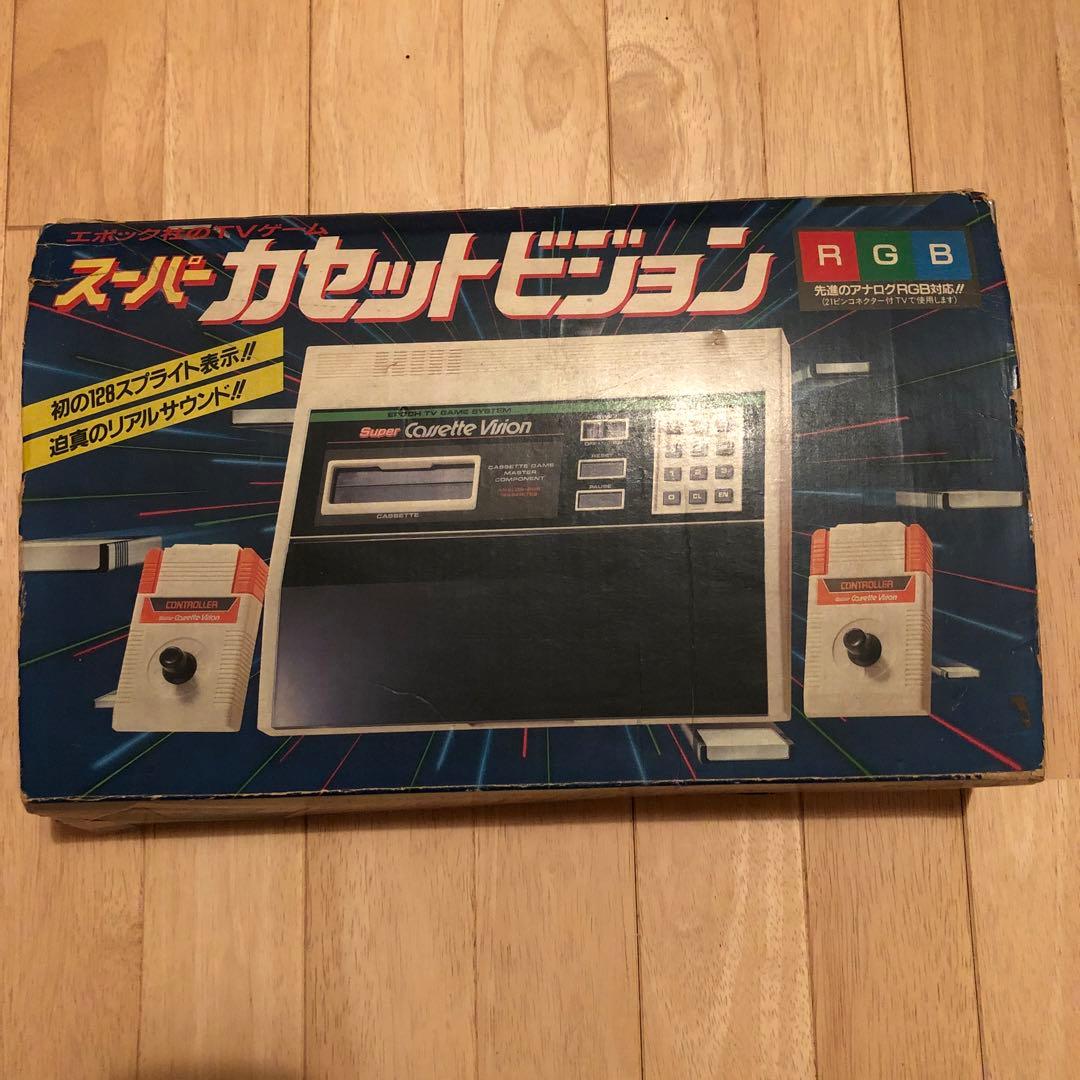 エポック社のTVゲーム
スーパー カセットビジョン
R G B
先進のアナログRGB対応!!
(21ピンコネクター付TVで使用します)
初の128スプライト表示!!
迫真のリアルサウンド!!
EPOCH TV GAME SYSTEM
Super Cassette Vision
CASSETTE GAME
MASTER
COMPONENT
CASSETTE
RESET
PAUSE
0 CL EN
CONTROLLER
Super Cassette Vision
CONTROLLER
Super Cassette Vision